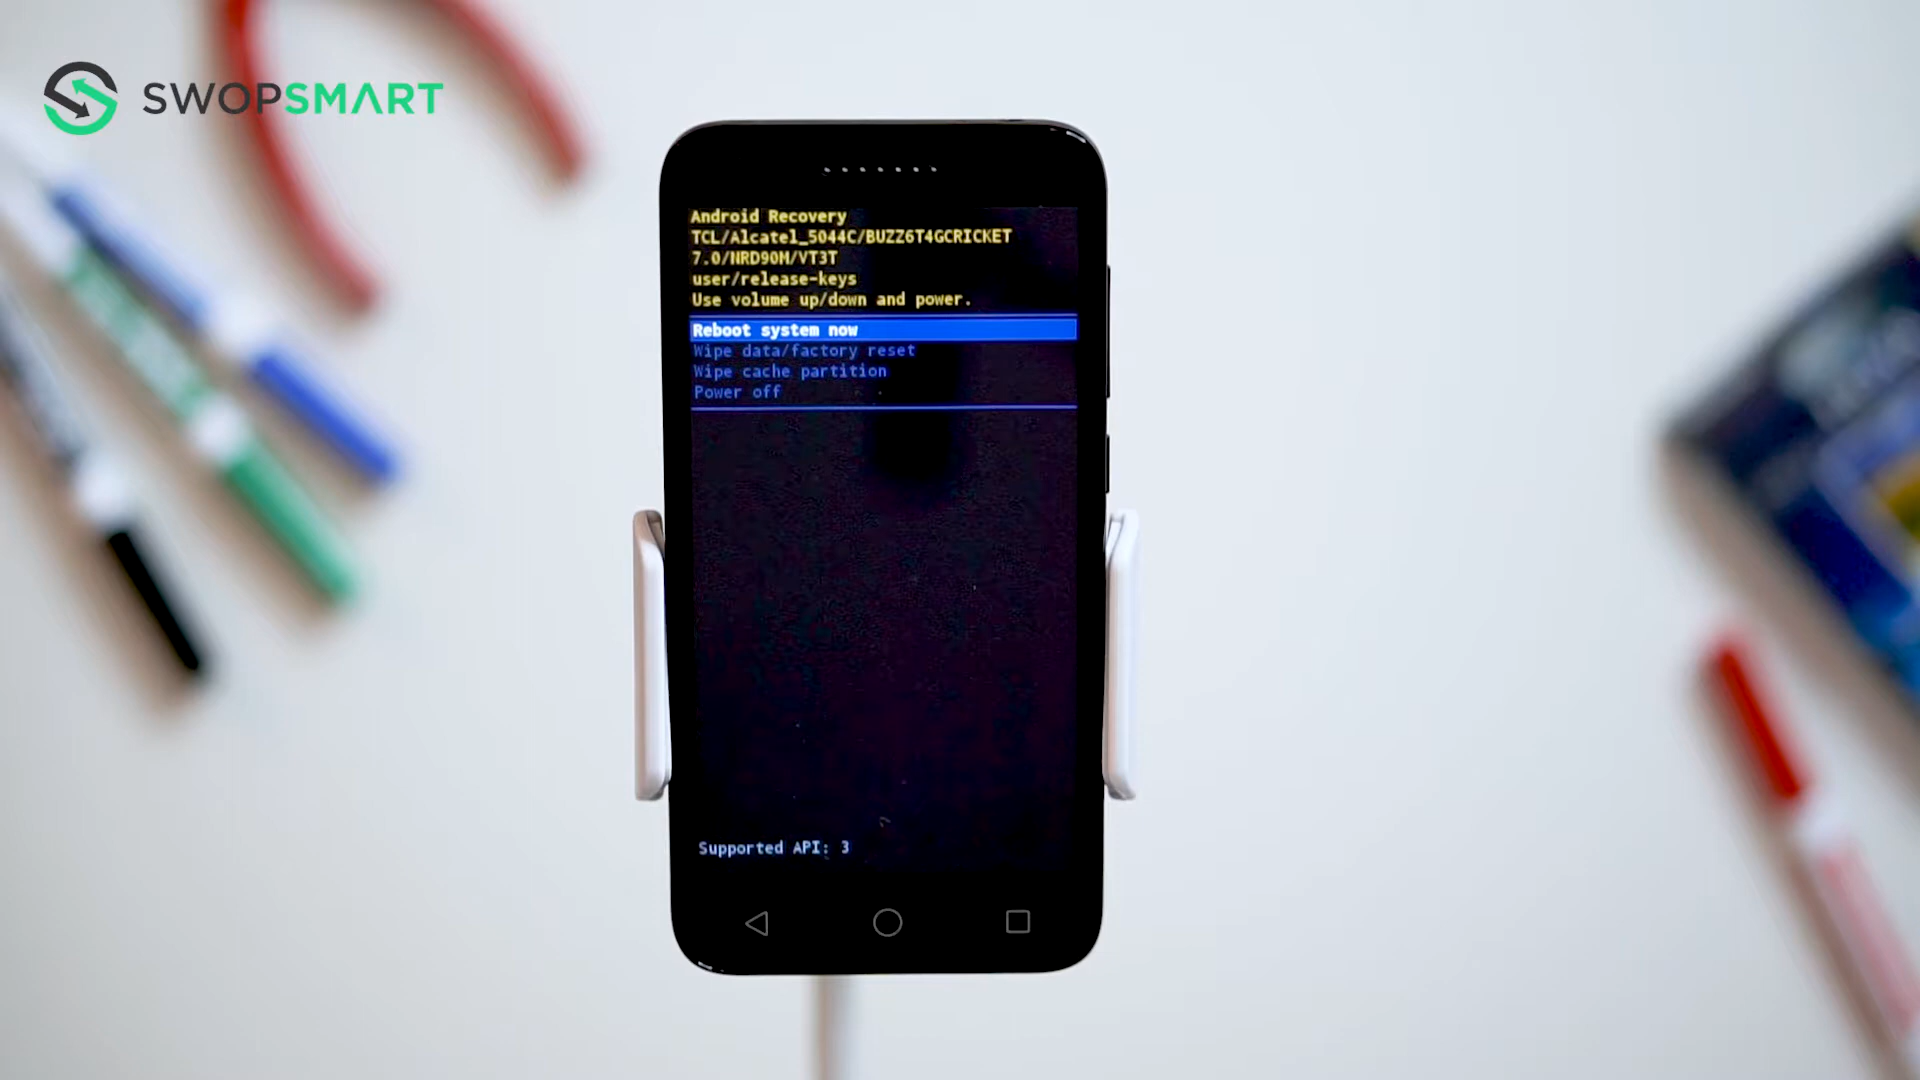 SWOPSMART
Android Recovery
TCL/Alcatel_5044C/BUZZ6T4GCRICKET
7.0/NRD90M/VT3T
user/release-keys
Use volume up/down and power.
Reboot system now
Wipe data/factory reset
Wipe cache partition
Power off
Supported API: 3